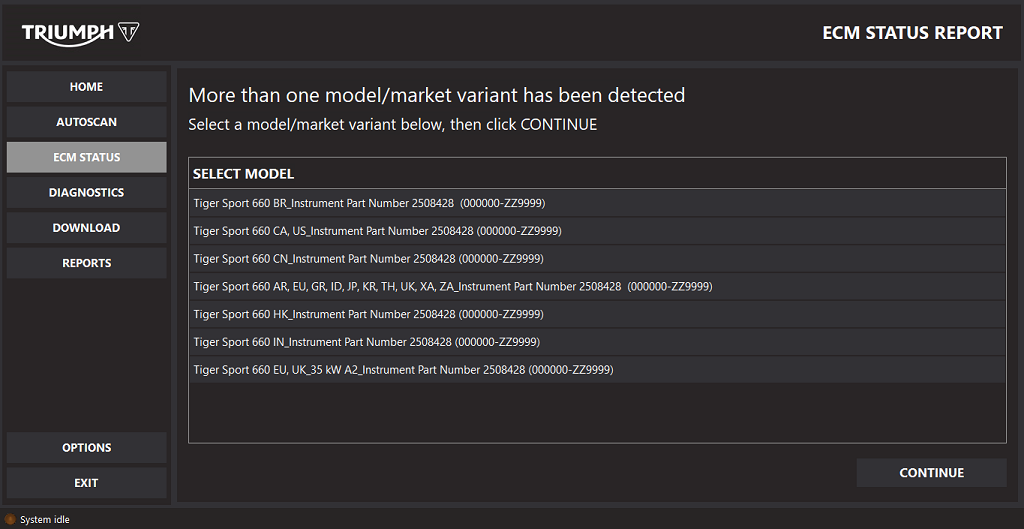 TRIUMPH
ECM STATUS REPORT
HOME
AUTOSCAN
ECM STATUS
DIAGNOSTICS
DOWNLOAD
REPORTS
OPTIONS
EXIT
More than one model/market variant has been detected
Select a model/market variant below, then click CONTINUE
SELECT MODEL
Tiger Sport 660 BR_Instrument Part Number 2508428  (000000-ZZ9999)
Tiger Sport 660 CA, US_Instrument Part Number 2508428 (000000-ZZ9999)
Tiger Sport 660 CN_Instrument Part Number 2508428 (000000-ZZ9999)
Tiger Sport 660 AR, EU, GR, ID, JP, KR, TH, UK, XA, ZA_Instrument Part Number 2508428  (000000-ZZ9999)
Tiger Sport 660 HK_Instrument Part Number 2508428 (000000-ZZ9999)
Tiger Sport 660 IN_Instrument Part Number 2508428 (000000-ZZ9999)
Tiger Sport 660 EU, UK_35 kW A2_Instrument Part Number 2508428 (000000-ZZ9999)
CONTINUE
System idle